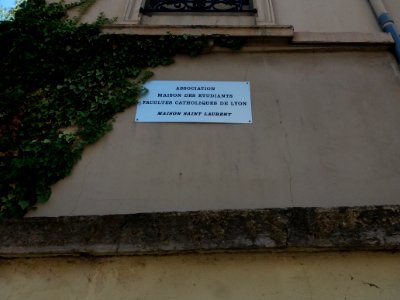 ASSOCIATION
MAISON DES ETUDIANTS
FACULTES CATHOLIQUES DE LYON
MAISON SAINT LAURENT